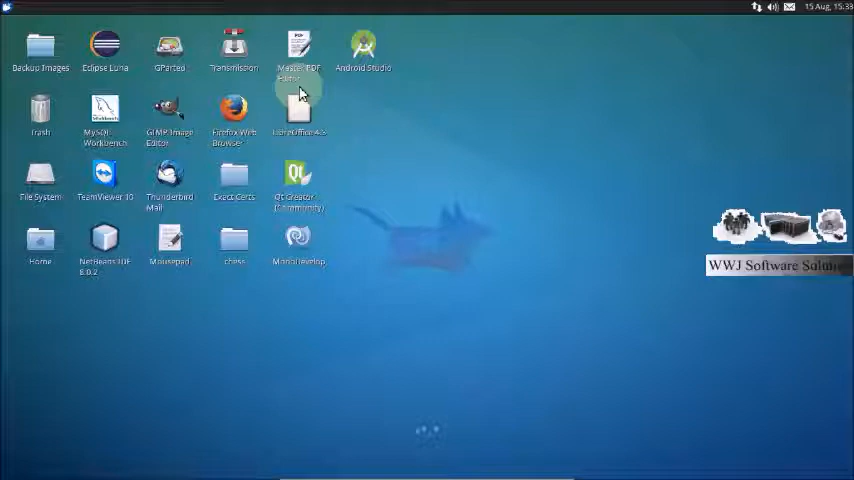 15 Aug, 15:33
Backup Images
Eclipse Luna
GParted
Transmission
Master PDF
Editor
Android Studio
Trash
MySQL
Workbench
GIMP Image
Editor
Firefox Web
Browser
LibreOffice 4.3
File System
TeamViewer 10
Thunderbird
Mail
Exact Certs
Qt Creator
(Community)
Home
NetBeans IDE
8.0.2
Mousepad
chess
MonoDevelop
WWJ Software Solution